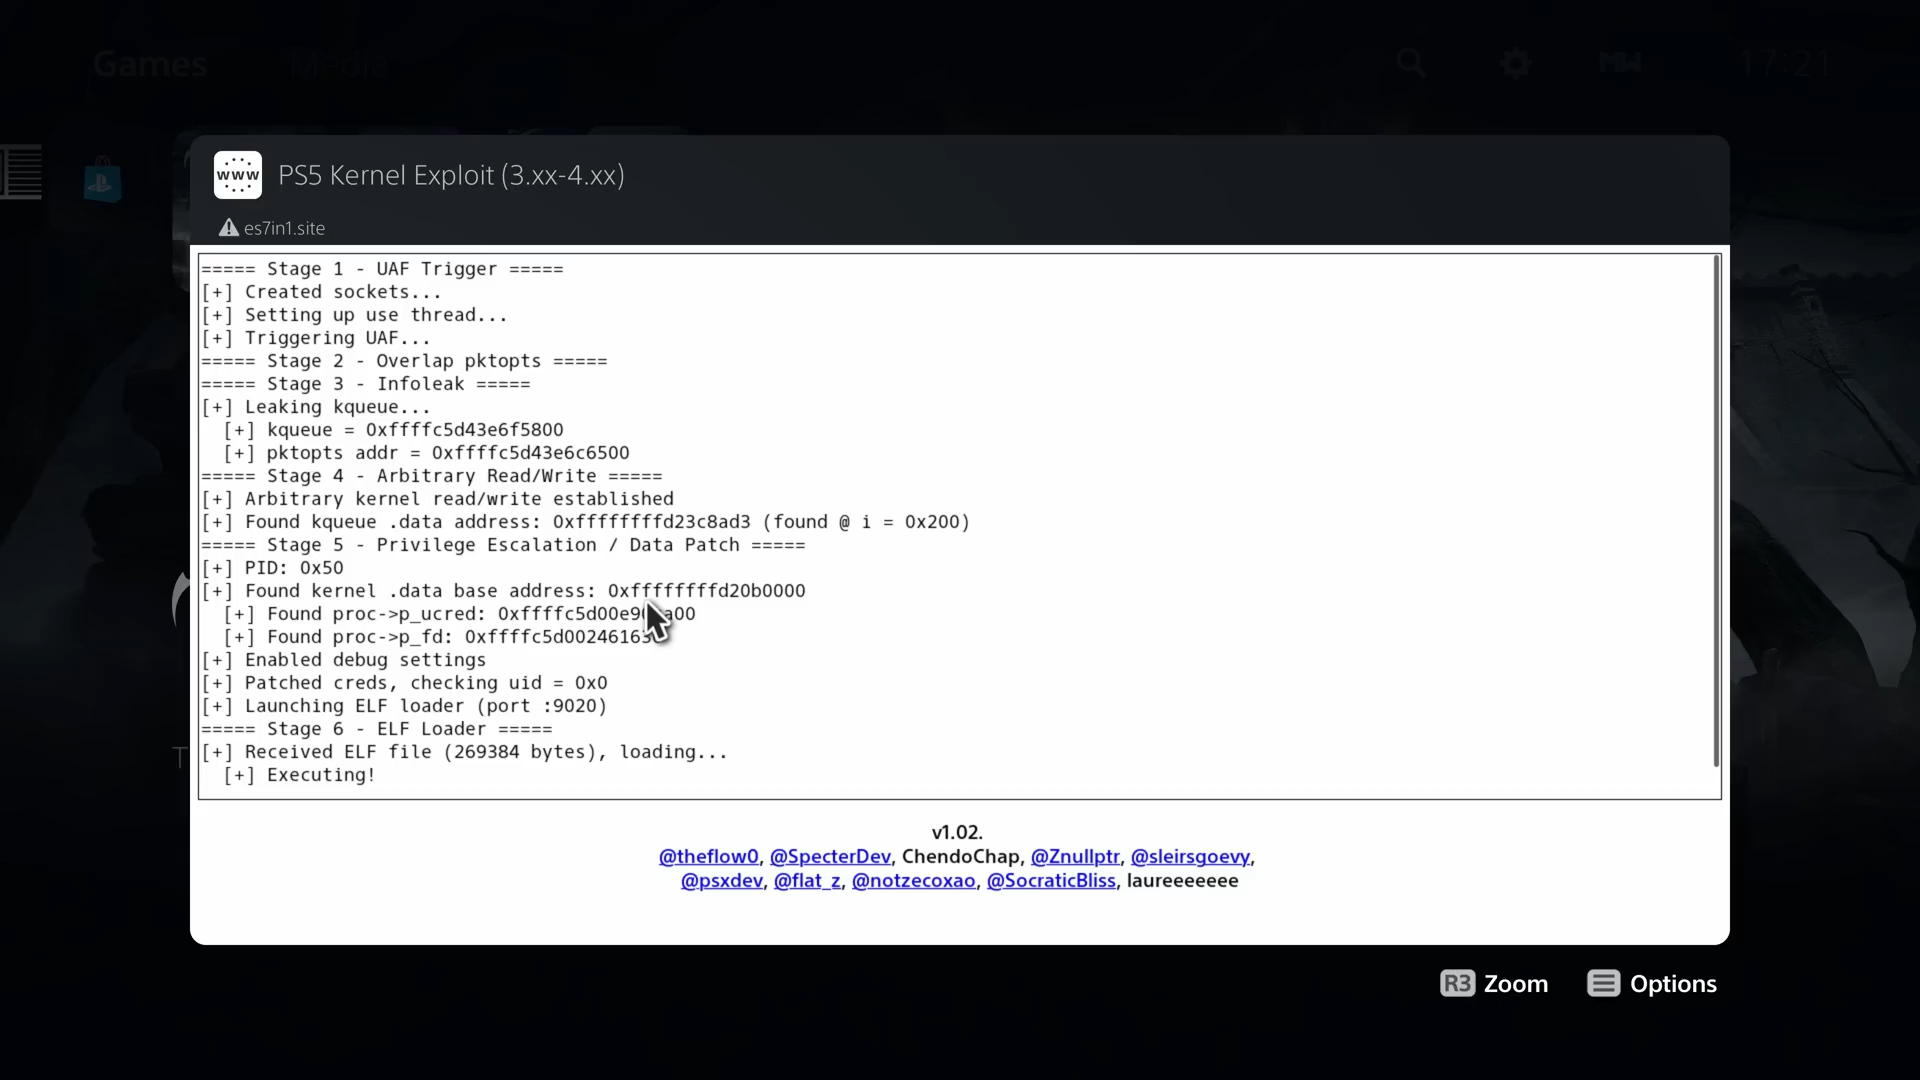 Games Media 17:21
www PS5 Kernel Exploit (3.xx-4.xx)
es7in1.site
===== Stage 1 - UAF Trigger =====
[+] Created sockets...
[+] Setting up use thread...
[+] Triggering UAF...
===== Stage 2 - Overlap pktopts =====
===== Stage 3 - Infoleak =====
[+] Leaking kqueue...
[+] kqueue = 0xffffc5d43e6f5800
[+] pktopts addr = 0xffffc5d43e6c6500
===== Stage 4 - Arbitrary Read/Write =====
[+] Arbitrary kernel read/write established
[+] Found kqueue .data address: 0xffffffffd23c8ad3 (found @ i = 0x200)
===== Stage 5 - Privilege Escalation / Data Patch =====
[+] PID: 0x50
[+] Found kernel .data base address: 0xffffffffd20b0000
[+] Found proc->p_ucred:
[+] Found proc->p_fd:
[+] Enabled debug settings
[+] Patched creds, checking uid = 0x0
[+] Launching ELF loader (port :9020)
===== Stage 6 - ELF Loader =====
[+] Received ELF file (269384 bytes), loading...
[+] Executing!
v1.02.
@theflow0, @SpecterDev, ChendoChap, @Znullptr, @sleirsgoevy,
@psxdev, @flat_z, @notzecoxao, @SocraticBliss, laureeeeeee
R3 Zoom Options